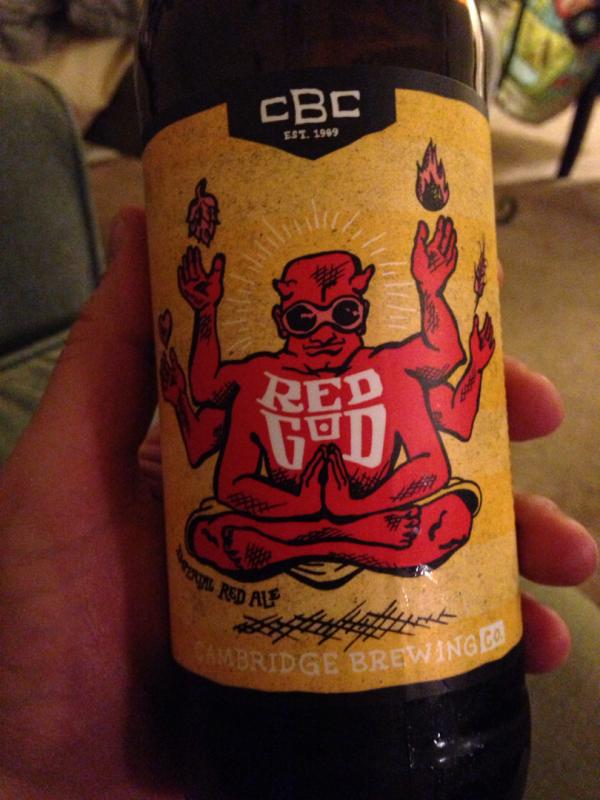 CBC
EST. 1989
RED
GOD
IMPERIAL RED ALE
CAMBRIDGE BREWING CO.